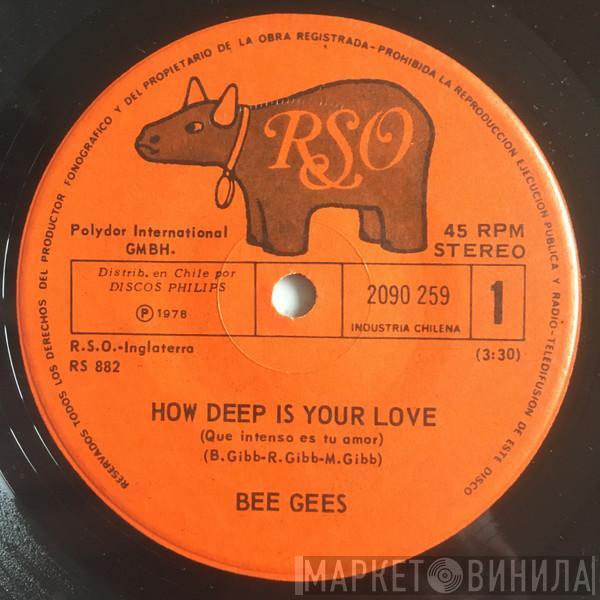 RESERVADOS TODOS LOS DERECHOS DEL PRODUCTOR FONOGRAFICO Y DEL PROPIETARIO DE LA OBRA REGISTRADA-PROHIBIDA LA REPRODUCCION EJECUCION PUBLICA Y RADIO-TELEDIFUSION DE ESTE DISCO
RSO
Polydor International
GMBH.
45 RPM
STEREO
Distrib. en Chile por
DISCOS PHILIPS
℗ 1978
2090 259
INDUSTRIA CHILENA
1
R.S.O.-Inglaterra
RS 882
(3:30)
HOW DEEP IS YOUR LOVE
(Que intenso es tu amor)
(B.Gibb-R.Gibb-M.Gibb)
BEE GEES
МАРКЕТ ВИНИЛА